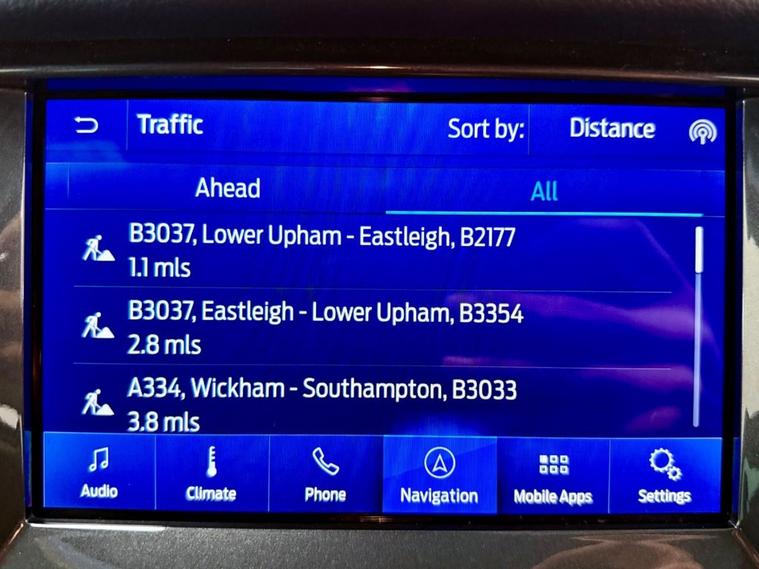 Traffic
Sort by:
Distance
Ahead
All
B3037, Lower Upham - Eastleigh, B2177
1.1 mls
B3037, Eastleigh - Lower Upham, B3354
2.8 mls
A334, Wickham - Southampton, B3033
3.8 mls
Audio
Climate
Phone
Navigation
Mobile Apps
Settings